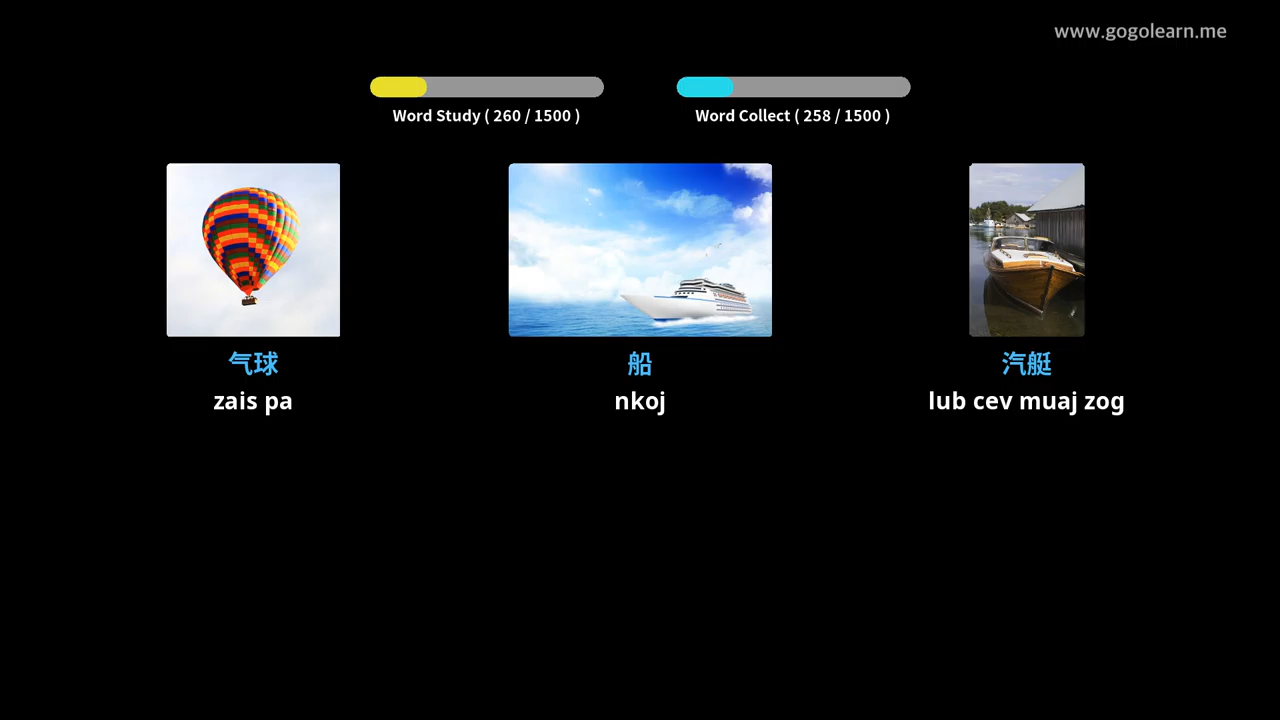 www.gogolearn.me
Word Study ( 260 / 1500 )
Word Collect ( 258 / 1500 )
气球
zais pa
船
nkoj
汽艇
lub cev muaj zog